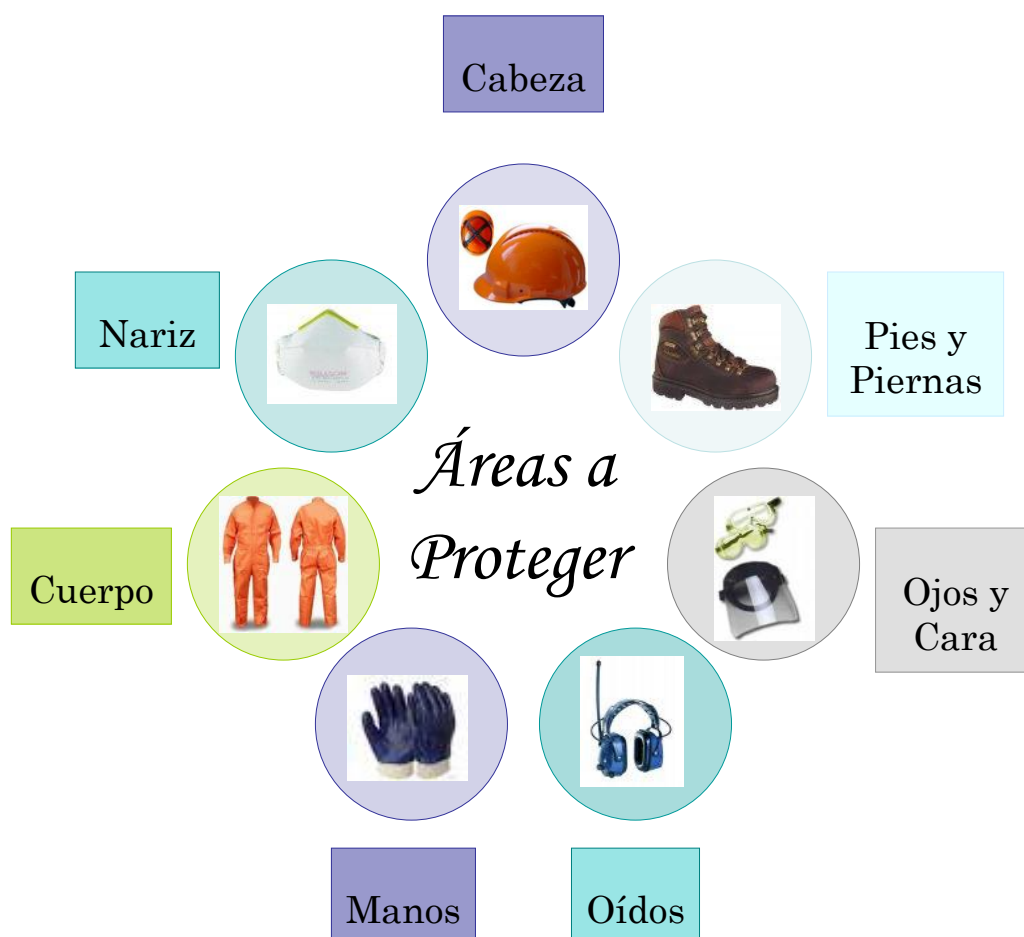 Cabeza
Nariz
Pies y
Piernas
Áreas a
Proteger
Cuerpo
Ojos y
Cara
Manos
Oídos